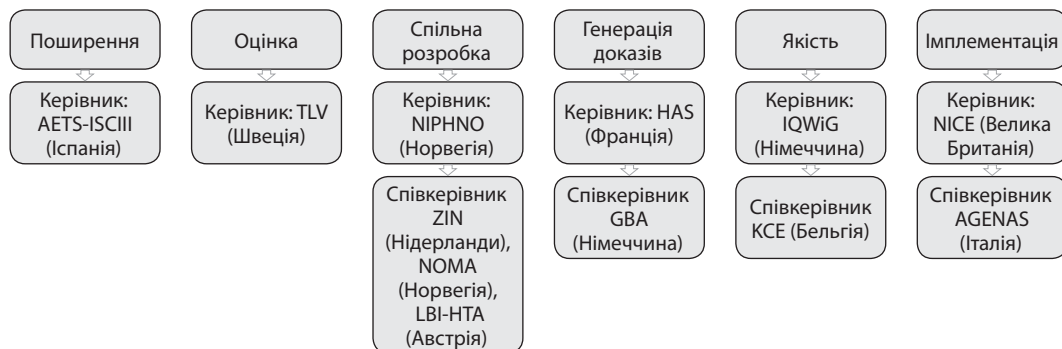 Поширення
Керівник:
AETS-ISCIII
(Іспанія)
Оцінка
Керівник: TLV
(Швеція)
Спільна
розробка
Керівник:
NIPHNO
(Норвегія)
Співкерівник
ZIN
(Нідерланди),
NOMA
(Норвегія),
LBI-HTA
(Австрія)
Генерація
доказів
Керівник: HAS
(Франція)
Співкерівник
GBA
(Німеччина)
Якість
Керівник:
IQWiG
(Німеччина)
Співкерівник
KCE (Бельгія)
Імплементація
Керівник:
NICE (Велика
Британія)
Співкерівник
AGENAS
(Італія)